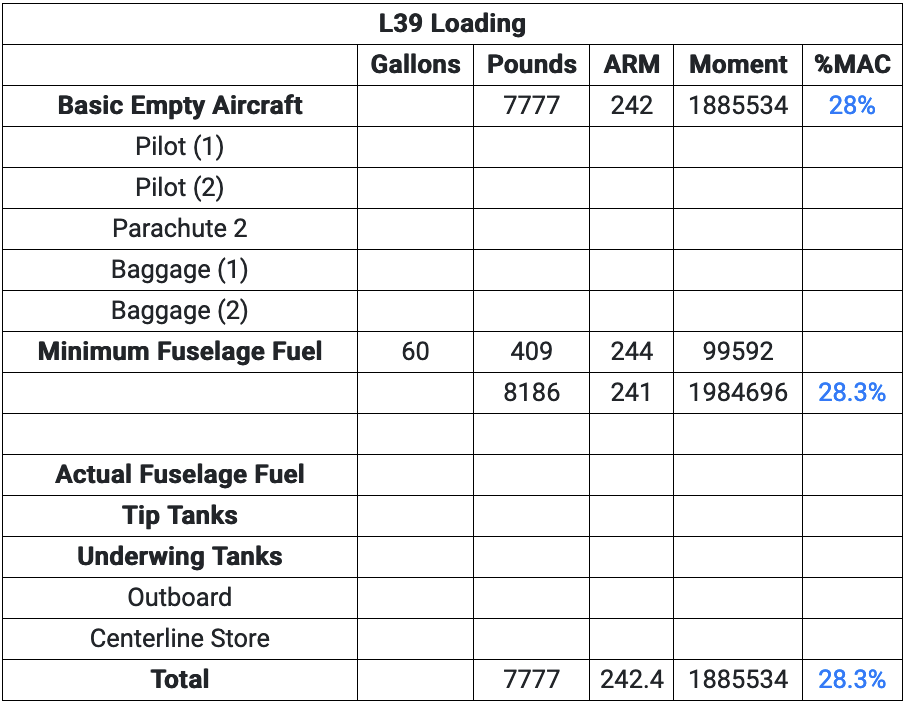 L39 Loading
Gallons Pounds ARM Moment %MAC
Basic Empty Aircraft 7777 242 1885534 28%
Pilot (1)
Pilot (2)
Parachute 2
Baggage (1)
Baggage (2)
Minimum Fuselage Fuel 60 409 244 99592
8186 241 1984696 28.3%
Actual Fuselage Fuel
Tip Tanks
Underwing Tanks
Outboard
Centerline Store
Total 7777 242.4 1885534 28.3%